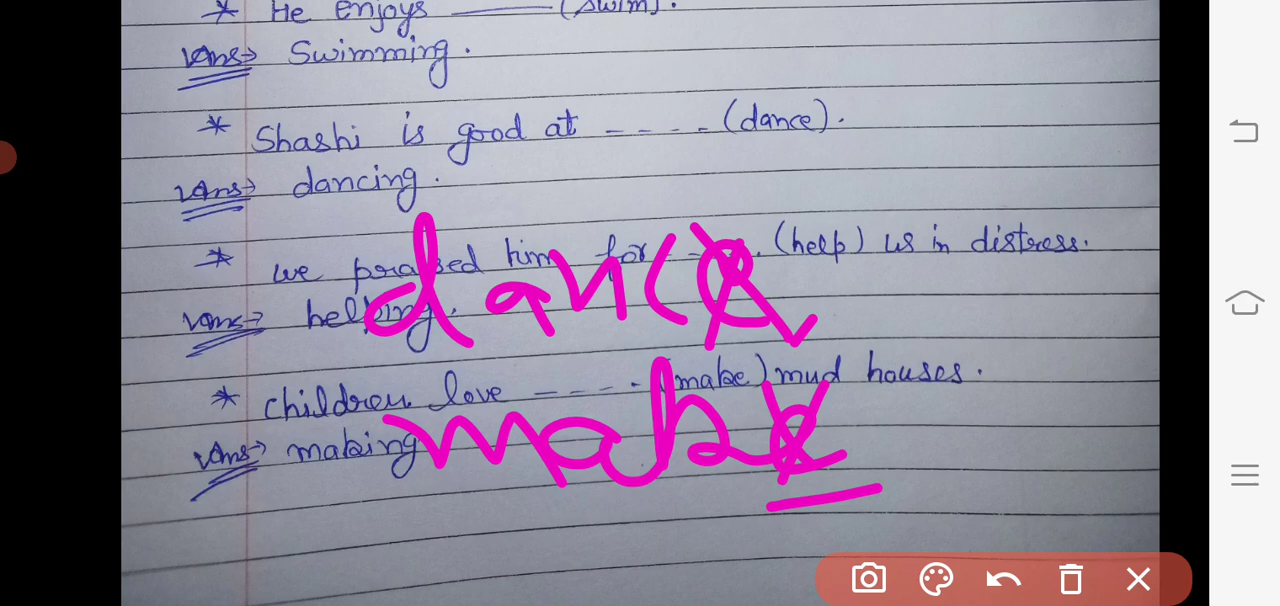 * He enjoys ——— (swim).
Ans→ Swimming.
* Shashi is good at - - - - (dance).
Ans→ dancing.
* we praised him for - - - . (help) us in distress.
Ans→ helping.
dance
* children love - - - - (make) mud houses.
Ans→ making
make